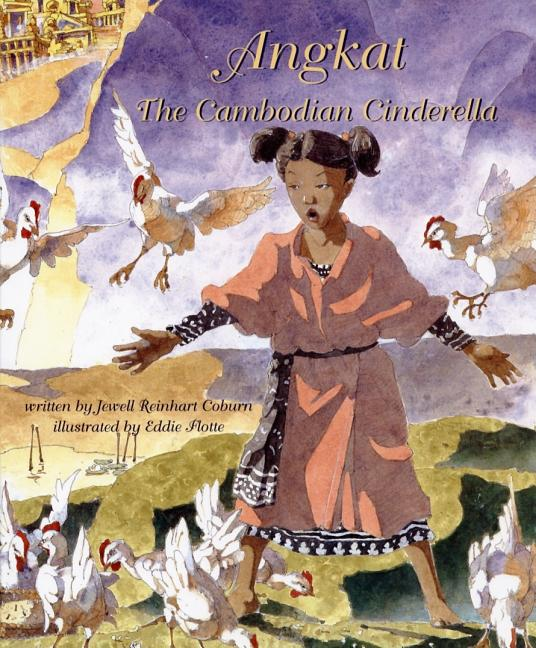 Angkat
The Cambodian Cinderella
written by Jewell Reinhart Coburn
illustrated by Eddie Flotte